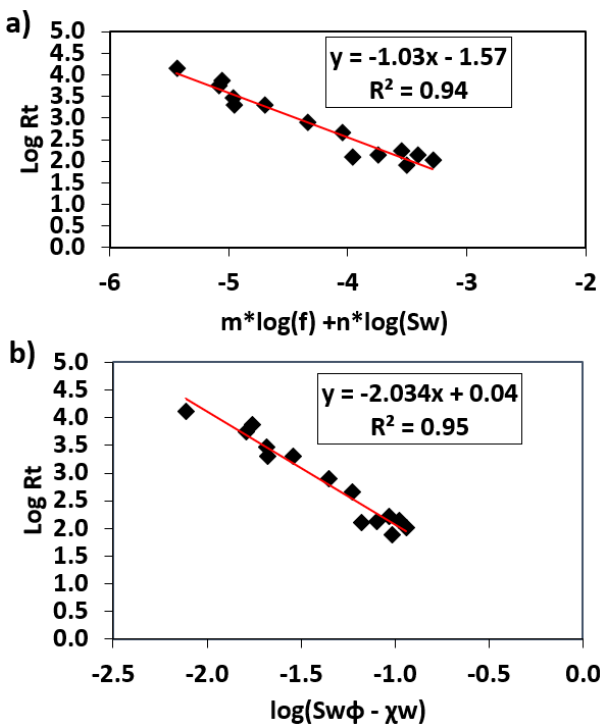 a)
5.0
4.5
4.0
3.5
3.0
2.5
2.0
1.5
1.0
0.5
0.0
Log Rt
y = -1.03x - 1.57
R² = 0.94
-6 -5 -4 -3 -2
m*log(f) +n*log(Sw)
b)
5.0
4.5
4.0
3.5
3.0
2.5
2.0
1.5
1.0
0.5
0.0
Log Rt
y = -2.034x + 0.04
R² = 0.95
-2.5 -2.0 -1.5 -1.0 -0.5 0.0
log(Swϕ - χw)